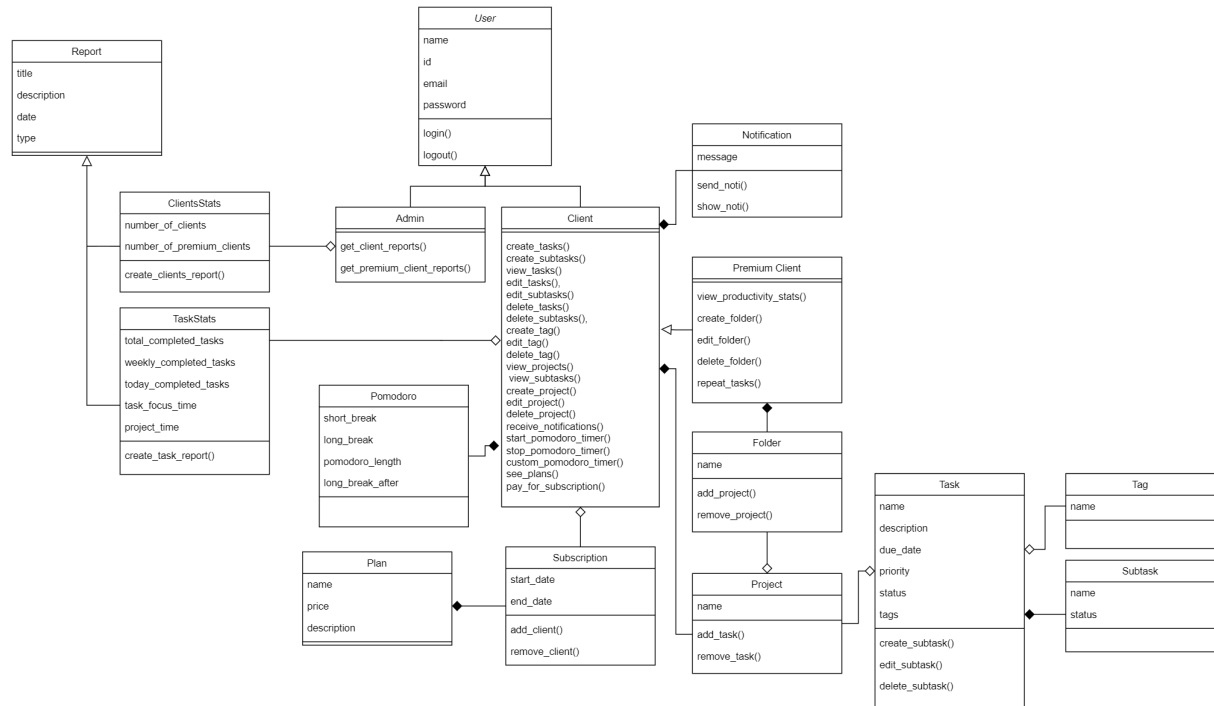 User
name
id
email
password
login()
logout()
Report
title
description
date
type
Notification
message
send_noti()
show_noti()
ClientsStats
number_of_clients
number_of_premium_clients
create_clients_report()
Admin
get_client_reports()
get_premium_client_reports()
Client
create_tasks()
create_subtasks()
view_tasks()
edit_tasks(),
edit_subtasks()
delete_tasks()
delete_subtasks(),
create_tag()
edit_tag()
delete_tag()
view_projects()
view_subtasks()
create_project()
edit_project()
delete_project()
receive_notifications()
start_pomodoro_timer()
stop_pomodoro_timer()
custom_pomodoro_timer()
see_plans()
pay_for_subscription()
Premium Client
view_productivity_stats()
create_folder()
edit_folder()
delete_folder()
repeat_tasks()
TaskStats
total_completed_tasks
weekly_completed_tasks
today_completed_tasks
task_focus_time
project_time
create_task_report()
Pomodoro
short_break
long_break
pomodoro_length
long_break_after
Folder
name
add_project()
remove_project()
Task
name
description
due_date
priority
status
tags
create_subtask()
edit_subtask()
delete_subtask()
Tag
name
Subtask
name
status
Plan
name
price
description
Subscription
start_date
end_date
add_client()
remove_client()
Project
name
add_task()
remove_task()